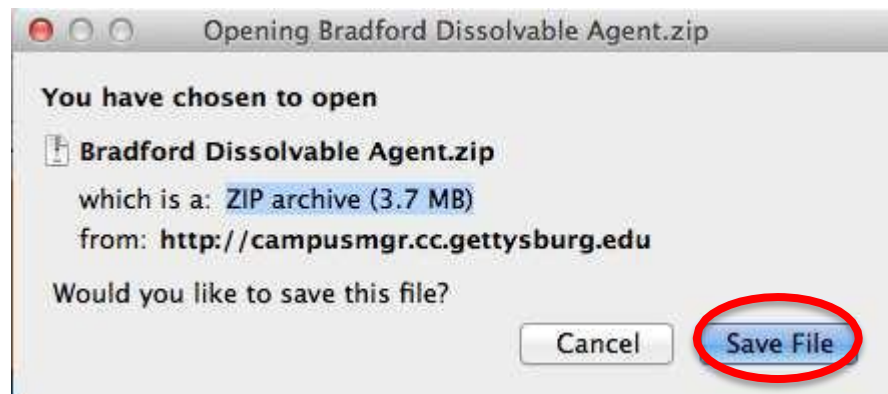 Opening Bradford Dissolvable Agent.zip
You have chosen to open
Bradford Dissolvable Agent.zip
which is a: ZIP archive (3.7 MB)
from: http://campusmgr.cc.gettysburg.edu
Would you like to save this file?
Cancel Save File